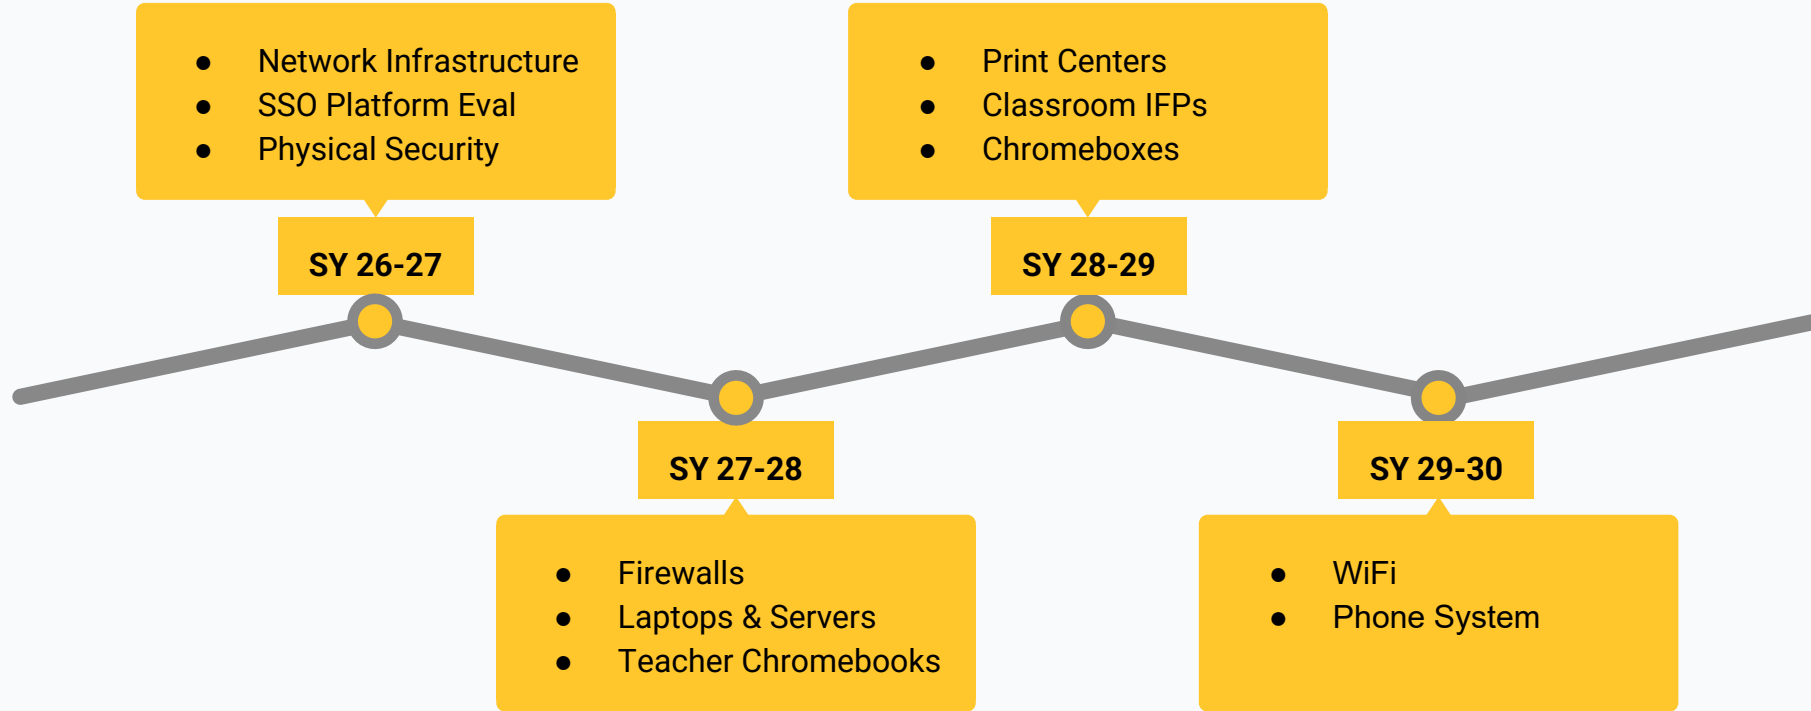 ● Network Infrastructure
● SSO Platform Eval
● Physical Security
SY 26-27
● Firewalls
● Laptops & Servers
● Teacher Chromebooks
SY 27-28
● Print Centers
● Classroom IFPs
● Chromeboxes
SY 28-29
● WiFi
● Phone System
SY 29-30